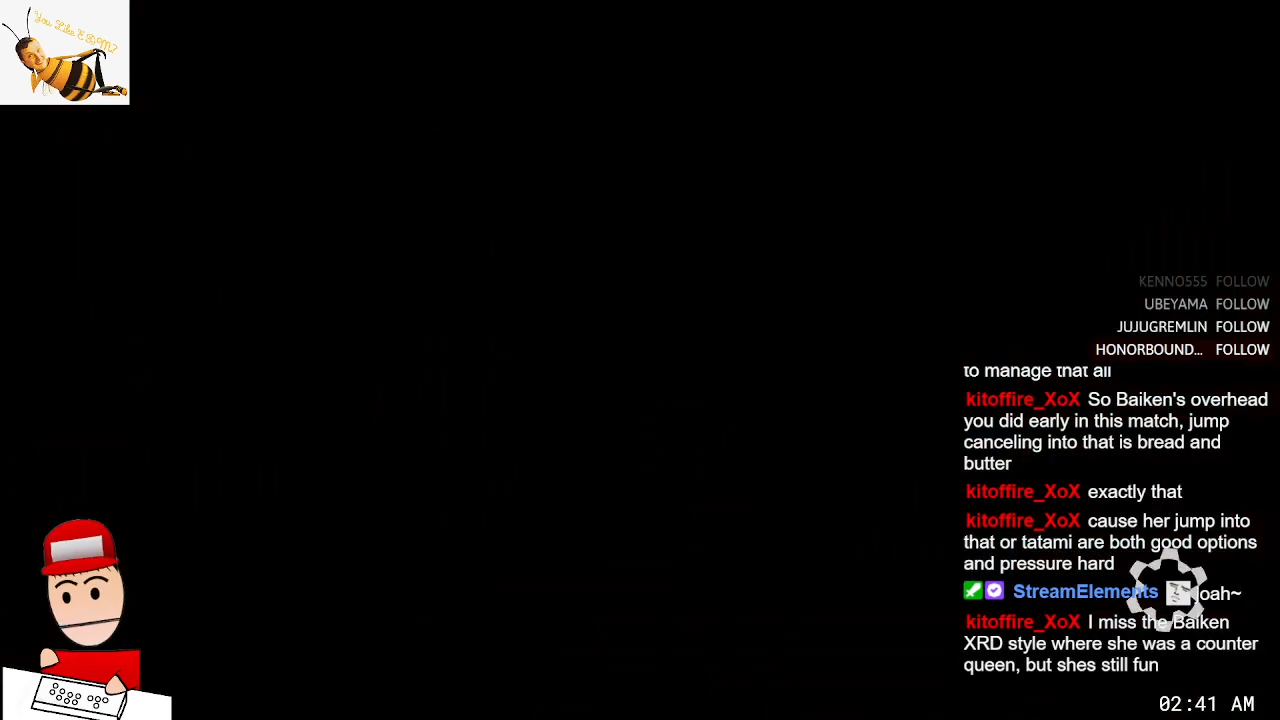 You Like EDM?
KENNO555 FOLLOW
UBEYAMA FOLLOW
JUJUGREMLIN FOLLOW
HONORBOUND... FOLLOW
to manage that all
kitoffire_XoX So Baiken's overhead
you did early in this match, jump
canceling into that is bread and
butter
kitoffire_XoX exactly that
kitoffire_XoX cause her jump into
that or tatami are both good options
and pressure hard
StreamElements oah~
kitoffire_XoX I miss the Baiken
XRD style where she was a counter
queen, but shes still fun
02:41 AM